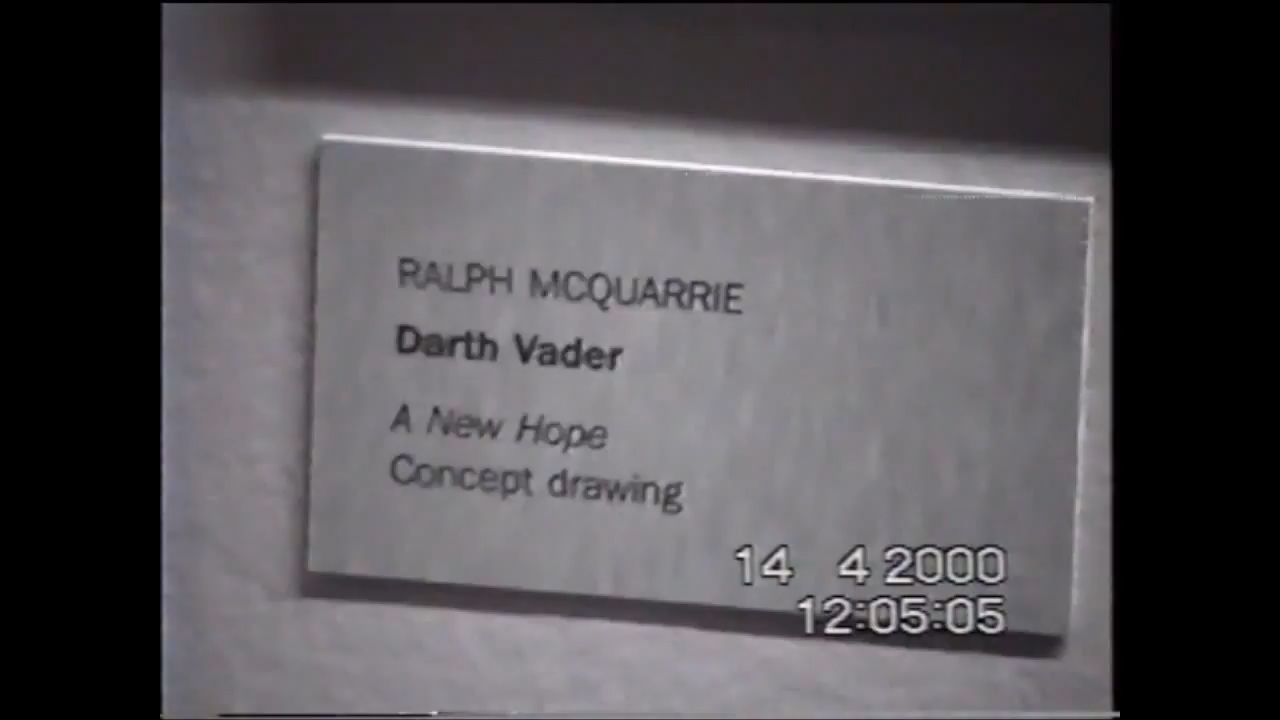 RALPH MCQUARRIE
Darth Vader
A New Hope
Concept drawing
14 4 2000
12:05:05